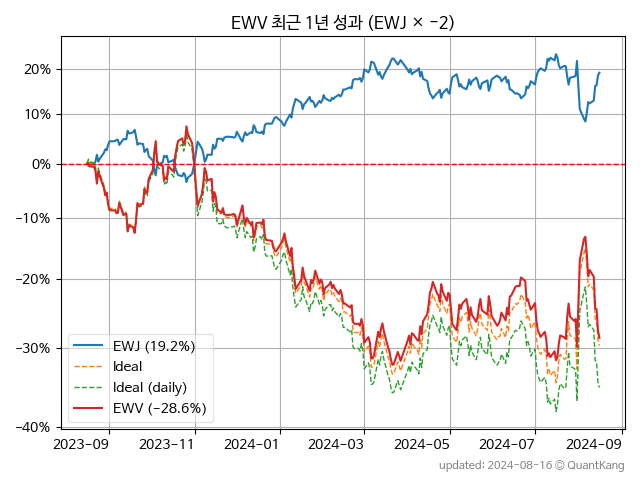 EWV 최근 1년 성과 (EWJ × −2)
20%
10%
0%
−10%
−20%
−30%
−40%
EWJ (19.2%)
Ideal
Ideal (daily)
EWV (−28.6%)
2023-09
2023-11
2024-01
2024-03
2024-05
2024-07
2024-09
updated: 2024-08-16 © QuantKang